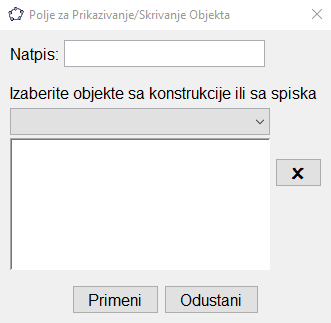 Polje za Prikazivanje/Skrivanje Objekta
Natpis:
Izaberite objekte sa konstrukcije ili sa spiska
Primeni Odustani